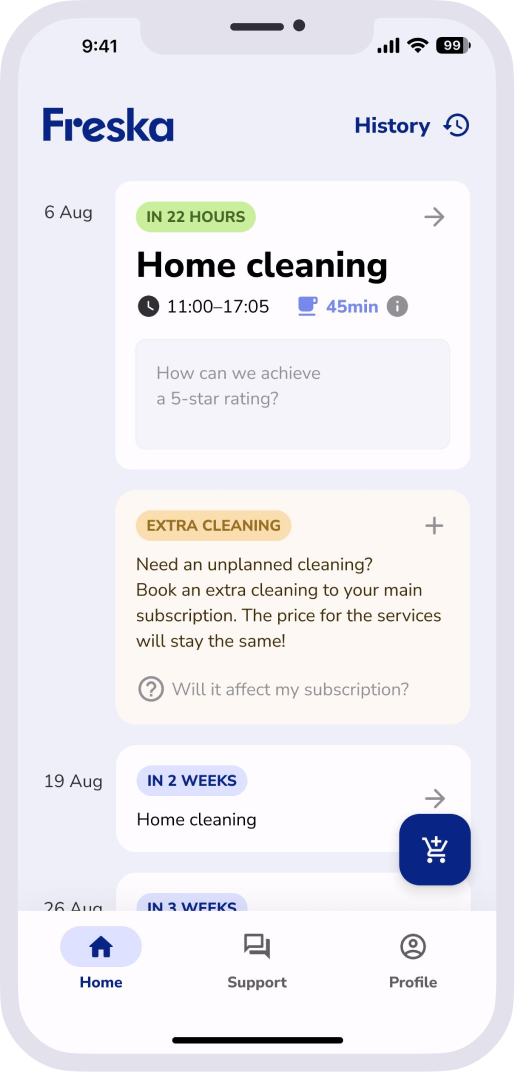 9:41
99
Freska
History
6 Aug
IN 22 HOURS
Home cleaning
11:00–17:05 45min
How can we achieve
a 5-star rating?
EXTRA CLEANING
Need an unplanned cleaning?
Book an extra cleaning to your main
subscription. The price for the services
will stay the same!
Will it affect my subscription?
19 Aug
IN 2 WEEKS
Home cleaning
26 Aug
IN 3 WEEKS
Home
Support
Profile